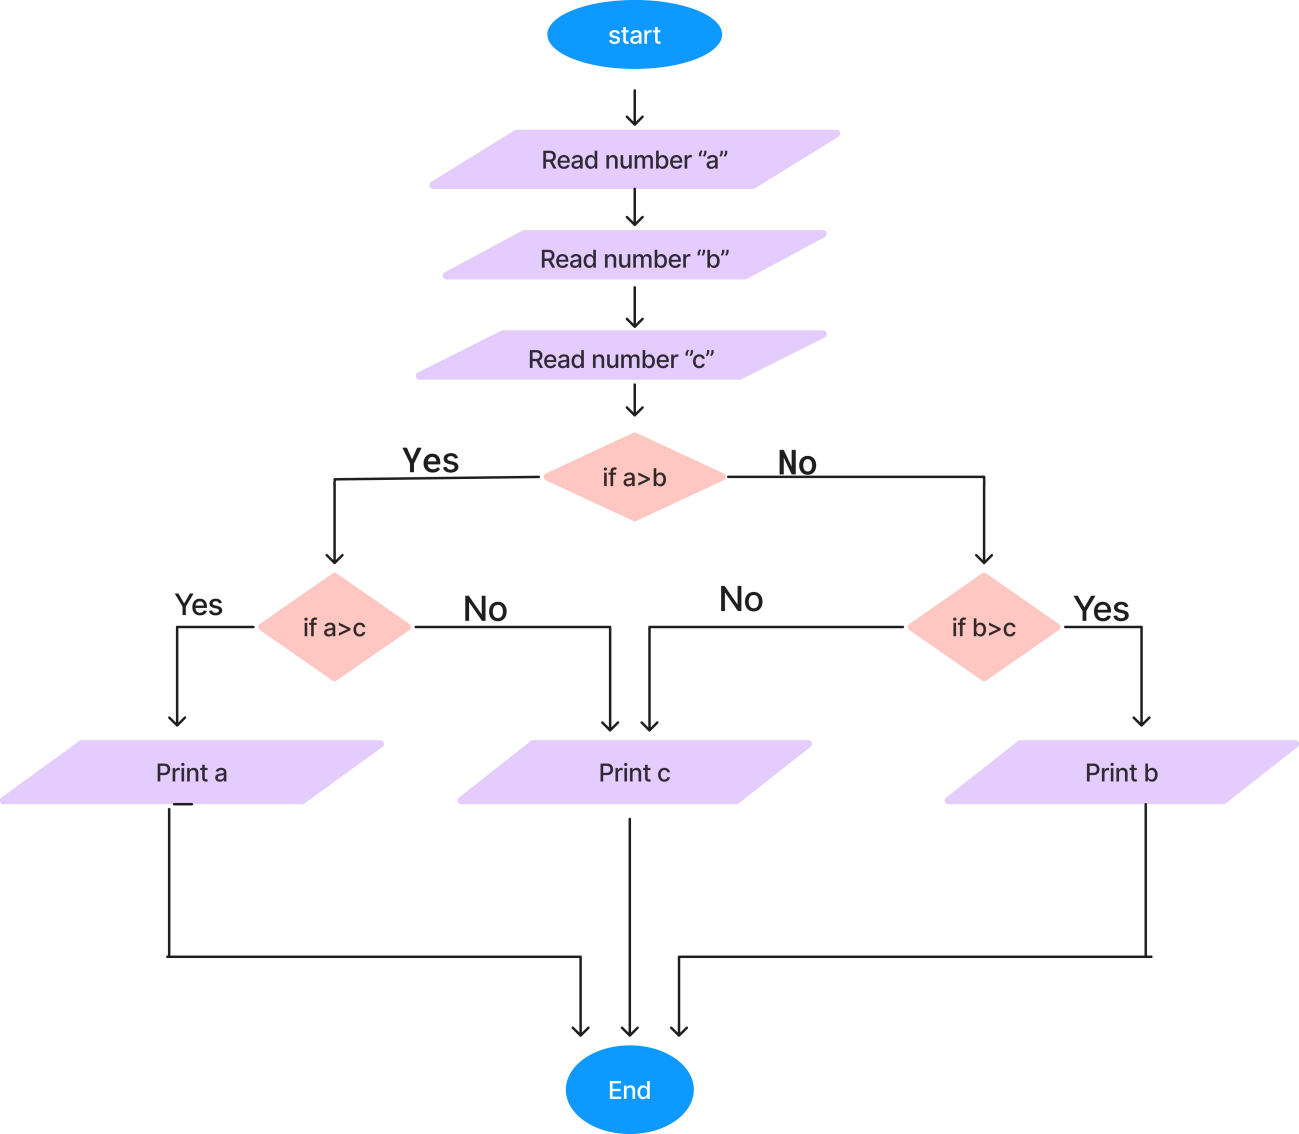 start
Read number “a”
Read number “b”
Read number “c”
Yes
No
if a>b
Yes
No
No
Yes
if a>c
if b>c
Print a
Print c
Print b
End